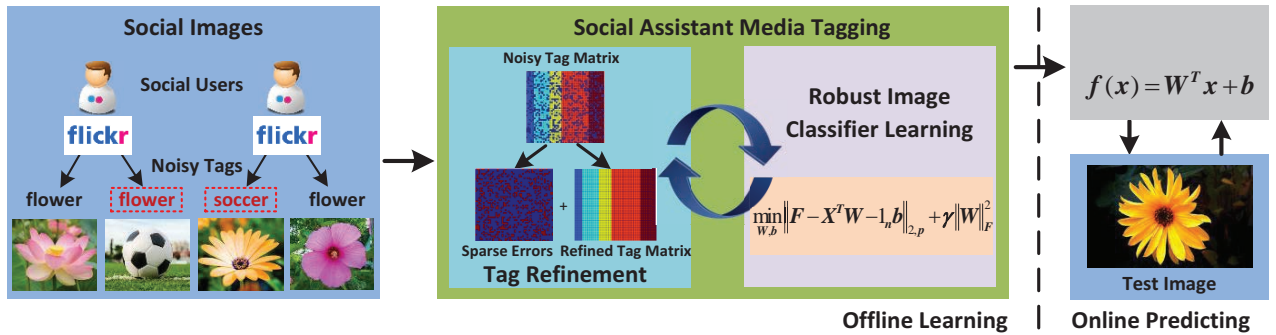 Social Images
Social Users
flickr
flickr
Noisy Tags
flower
flower
soccer
flower
Social Assistant Media Tagging
Noisy Tag Matrix
+
Sparse Errors
Refined Tag Matrix
Tag Refinement
Robust Image
Classifier Learning
min_{W,b} ||F − X^T W − 1_n b||_{2,p} + γ||W||_F^2
Offline Learning
f(x) = W^T x + b
Test Image
Online Predicting